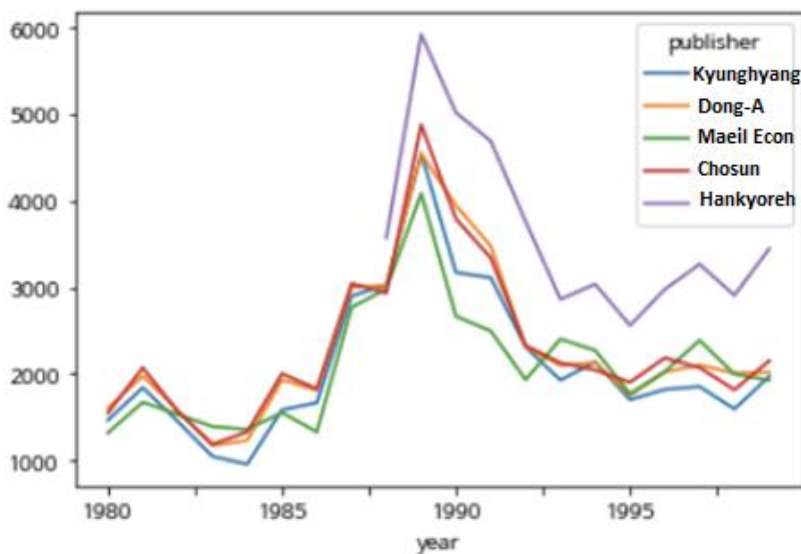 6000
5000
4000
3000
2000
1000
publisher
Kyunghyang
Dong-A
Maeil Econ
Chosun
Hankyoreh
1980
1985
1990
1995
year